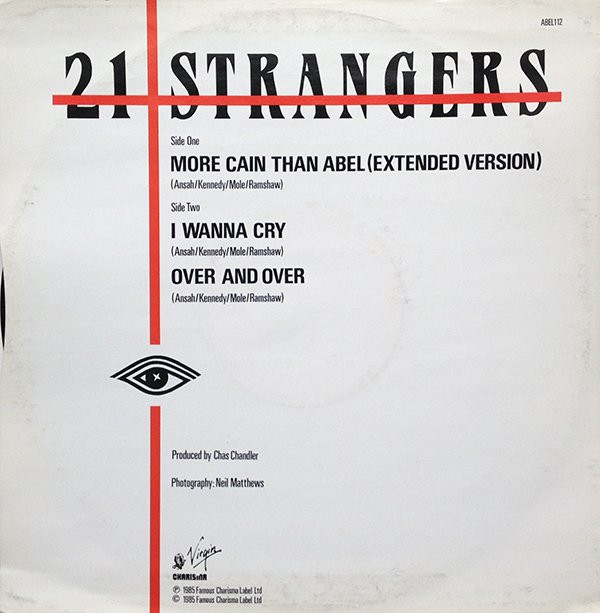 ABEL112
21 STRANGERS
Side One
MORE CAIN THAN ABEL (EXTENDED VERSION)
(Ansah/Kennedy/Mole/Ramshaw)
Side Two
I WANNA CRY
(Ansah/Kennedy/Mole/Ramshaw)
OVER AND OVER
(Ansah/Kennedy/Mole/Ramshaw)
Produced by Chas Chandler
Photography: Neil Matthews
Virgin
CHARISMA
℗ 1985 Famous Charisma Label Ltd
© 1985 Famous Charisma Label Ltd